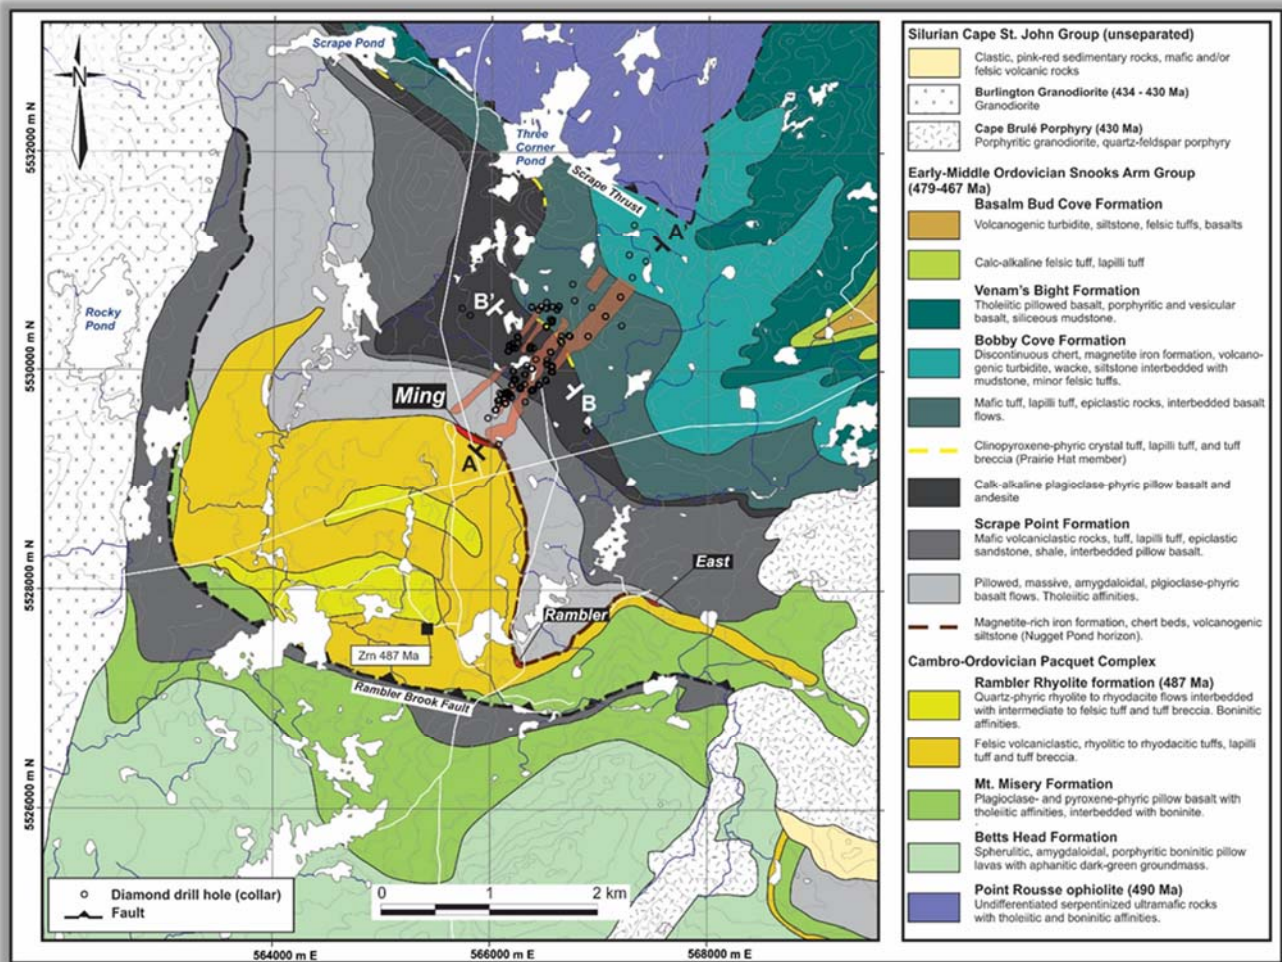 Scrape Pond
N
Three
Corner
Pond
Scrape Thrust
A'
B'
Rocky
Pond
Ming
B
A
East
Rambler
Zrn 487 Ma
Rambler Brook Fault
5532000 m N
5530000 m N
5528000 m N
5526000 m N
564000 m E
566000 m E
568000 m E
Diamond drill hole (collar)
Fault
0 1 2 km
Silurian Cape St. John Group (unseparated)
Clastic, pink-red sedimentary rocks, mafic and/or
felsic volcanic rocks
Burlington Granodiorite (434 - 430 Ma)
Granodiorite
Cape Brulé Porphyry (430 Ma)
Porphyritic granodiorite, quartz-feldspar porphyry
Early-Middle Ordovician Snooks Arm Group
(479-467 Ma)
Basalm Bud Cove Formation
Volcanogenic turbidite, siltstone, felsic tuffs, basalts
Calc-alkaline felsic tuff, lapilli tuff
Venam's Bight Formation
Tholeiitic pillowed basalt, porphyritic and vesicular
basalt, siliceous mudstone.
Bobby Cove Formation
Discontinuous chert, magnetite iron formation, volcano-
genic turbidite, wacke, siltstone interbedded with
mudstone, minor felsic tuffs.
Mafic tuff, lapilli tuff, epiclastic rocks, interbedded basalt
flows.
Clinopyroxene-phyric crystal tuff, lapilli tuff, and tuff
breccia (Prairie Hat member)
Calk-alkaline plagioclase-phyric pillow basalt and
andesite
Scrape Point Formation
Mafic volcaniclastic rocks, tuff, lapilli tuff, epiclastic
sandstone, shale, interbedded pillow basalt.
Pillowed, massive, amygdaloidal, plgioclase-phyric
basalt flows. Tholeiitic affinities.
Magnetite-rich iron formation, chert beds, volcanogenic
siltstone (Nugget Pond horizon).
Cambro-Ordovician Pacquet Complex
Rambler Rhyolite formation (487 Ma)
Quartz-phyric rhyolite to rhyodacite flows interbedded
with intermediate to felsic tuff and tuff breccia. Boninitic
affinities.
Felsic volcaniclastic, rhyolitic to rhyodacitic tuffs, lapilli
tuff and tuff breccia.
Mt. Misery Formation
Plagioclase- and pyroxene-phyric pillow basalt with
tholeiitic affinities, interbedded with boninite.
Betts Head Formation
Spherulitic, amygdaloidal, porphyritic boninitic pillow
lavas with aphanitic dark-green groundmass.
Point Rousse ophiolite (490 Ma)
Undifferentiated serpentinized ultramafic rocks
with tholeiitic and boninitic affinities.